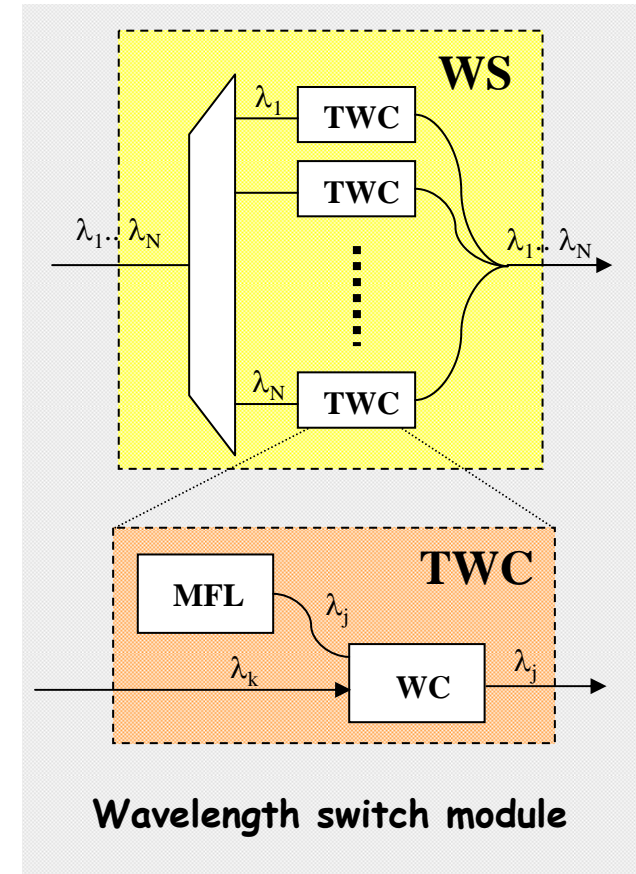 WS
λ1
TWC
TWC
λ1.. λN
λ1.. λN
λN
TWC
TWC
MFL
λj
λk
WC
λj
Wavelength switch module